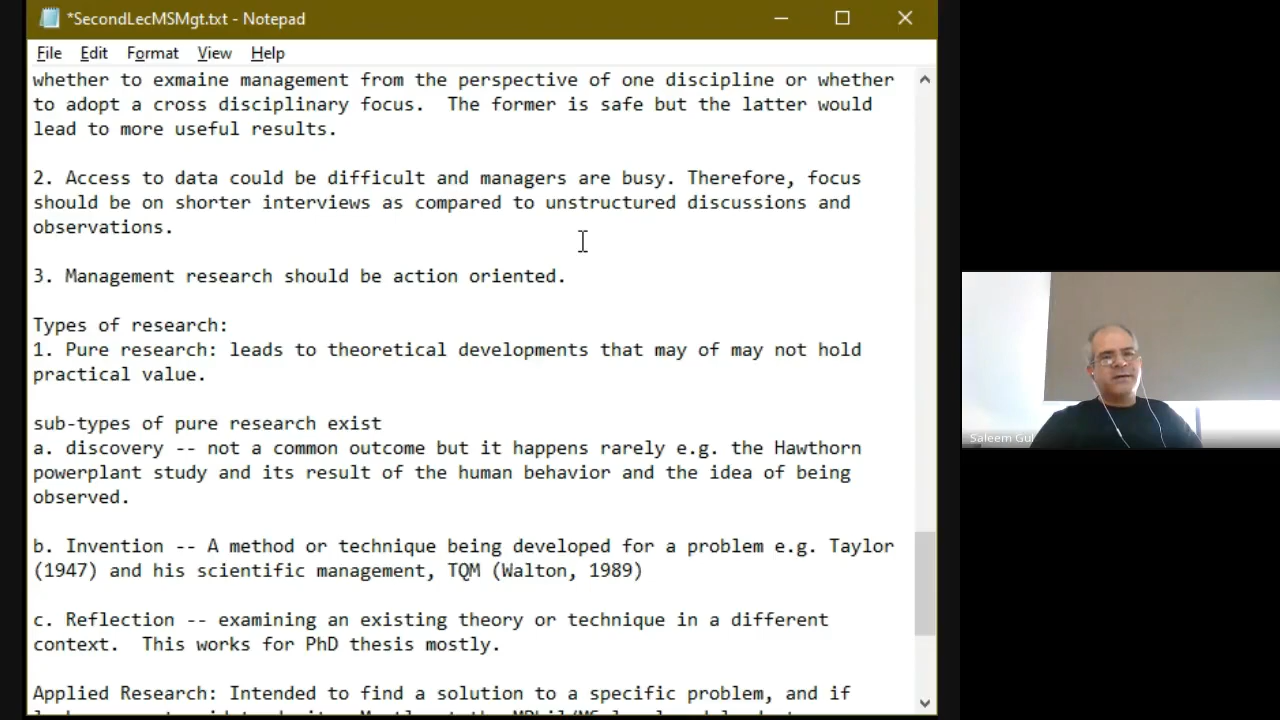 *SecondLecMSMgt.txt - Notepad
File Edit Format View Help
whether to exmaine management from the perspective of one discipline or whether
to adopt a cross disciplinary focus.  The former is safe but the latter would
lead to more useful results.
2. Access to data could be difficult and managers are busy. Therefore, focus
should be on shorter interviews as compared to unstructured discussions and
observations.
3. Management research should be action oriented.
Types of research:
1. Pure research: leads to theoretical developments that may of may not hold
practical value.
sub-types of pure research exist
a. discovery -- not a common outcome but it happens rarely e.g. the Hawthorn
powerplant study and its result of the human behavior and the idea of being
observed.
b. Invention -- A method or technique being developed for a problem e.g. Taylor
(1947) and his scientific management, TQM (Walton, 1989)
c. Reflection -- examining an existing theory or technique in a different
context.  This works for PhD thesis mostly.
Applied Research: Intended to find a solution to a specific problem, and if
Saleem Gul